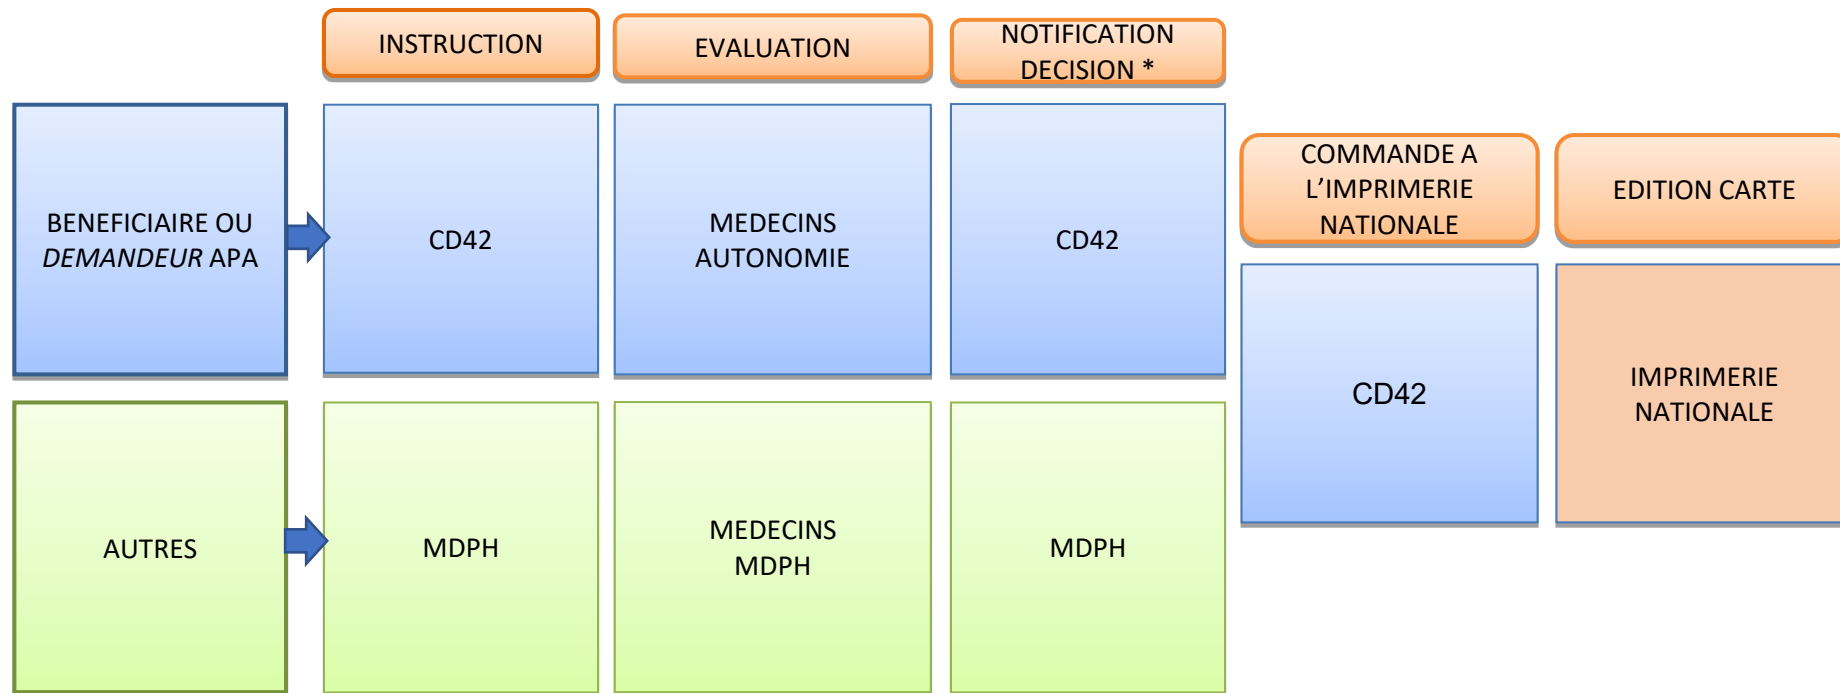 INSTRUCTION
EVALUATION
NOTIFICATION
DECISION *
BENEFICIAIRE OU
DEMANDEUR APA
CD42
MEDECINS
AUTONOMIE
CD42
COMMANDE A
L’IMPRIMERIE
NATIONALE
EDITION CARTE
CD42
IMPRIMERIE
NATIONALE
AUTRES
MDPH
MEDECINS
MDPH
MDPH